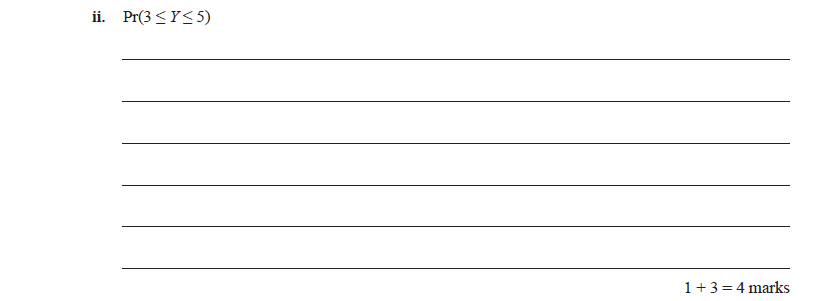 ii. Pr(3 ≤ Y ≤ 5)
1 + 3 = 4 marks